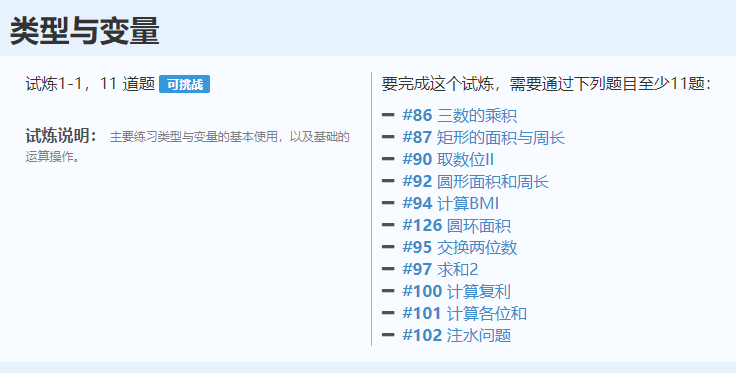 类型与变量
试炼1-1，11 道题 可挑战
试炼说明： 主要练习类型与变量的基本使用，以及基础的
运算操作。
要完成这个试炼，需要通过下列题目至少11题：
#86 三数的乘积
#87 矩形的面积与周长
#90 取数位II
#92 圆形面积和周长
#94 计算BMI
#126 圆环面积
#95 交换两位数
#97 求和2
#100 计算复利
#101 计算各位和
#102 注水问题